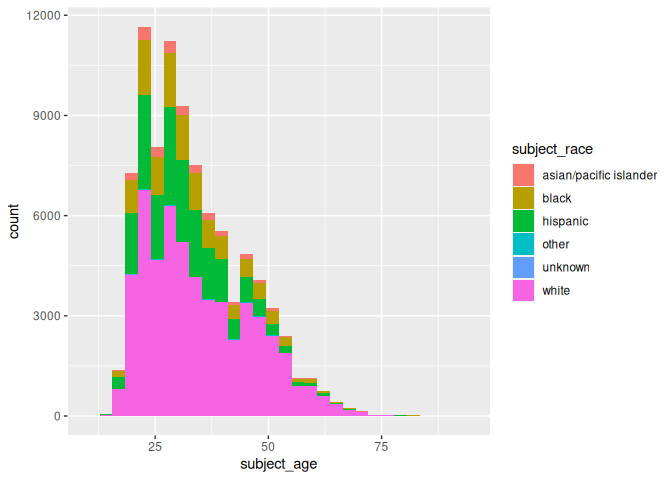 12000
9000
6000
3000
0
count
25
50
75
subject_age
subject_race
asian/pacific islander
black
hispanic
other
unknown
white